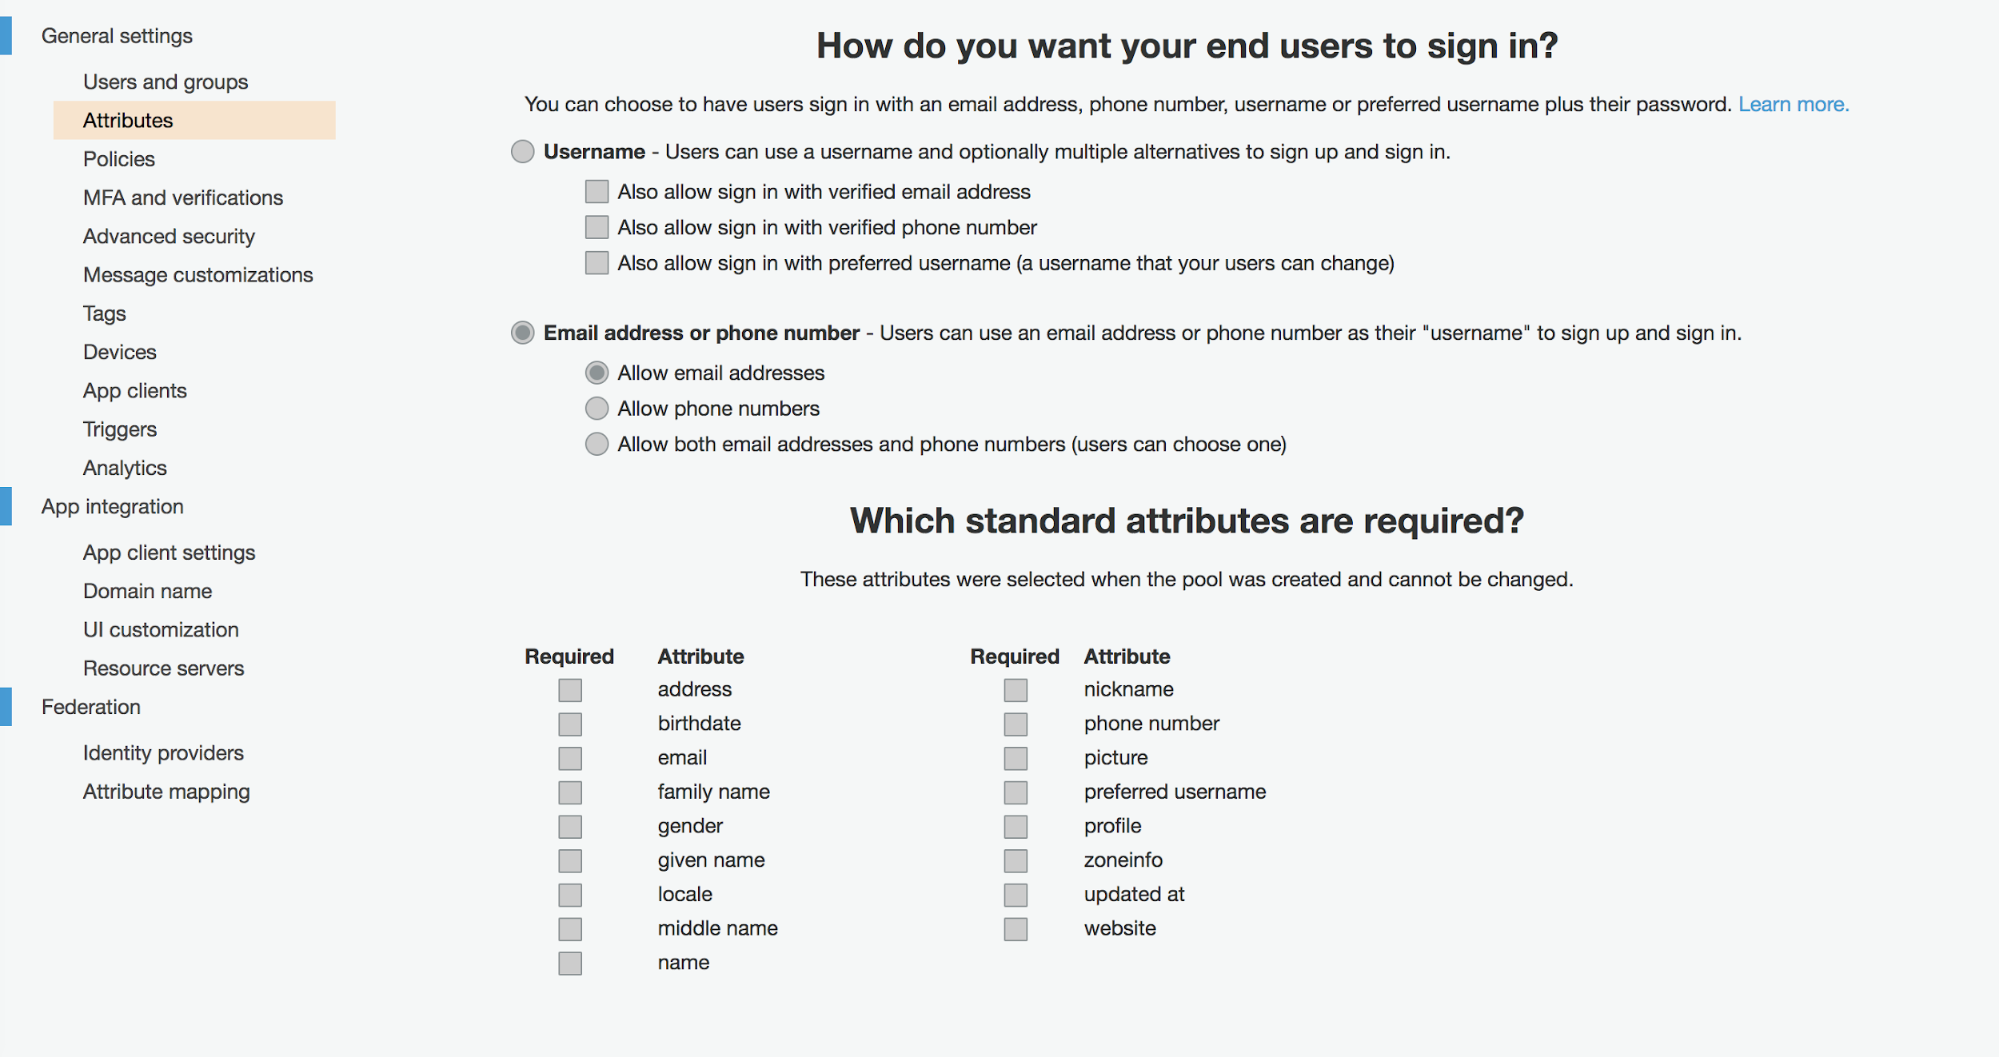 General settings
Users and groups
Attributes
Policies
MFA and verifications
Advanced security
Message customizations
Tags
Devices
App clients
Triggers
Analytics
App integration
App client settings
Domain name
UI customization
Resource servers
Federation
Identity providers
Attribute mapping
How do you want your end users to sign in?
You can choose to have users sign in with an email address, phone number, username or preferred username plus their password. Learn more.
Username - Users can use a username and optionally multiple alternatives to sign up and sign in.
Also allow sign in with verified email address
Also allow sign in with verified phone number
Also allow sign in with preferred username (a username that your users can change)
Email address or phone number - Users can use an email address or phone number as their "username" to sign up and sign in.
Allow email addresses
Allow phone numbers
Allow both email addresses and phone numbers (users can choose one)
Which standard attributes are required?
These attributes were selected when the pool was created and cannot be changed.
Required Attribute
address
birthdate
email
family name
gender
given name
locale
middle name
name
Required Attribute
nickname
phone number
picture
preferred username
profile
zoneinfo
updated at
website